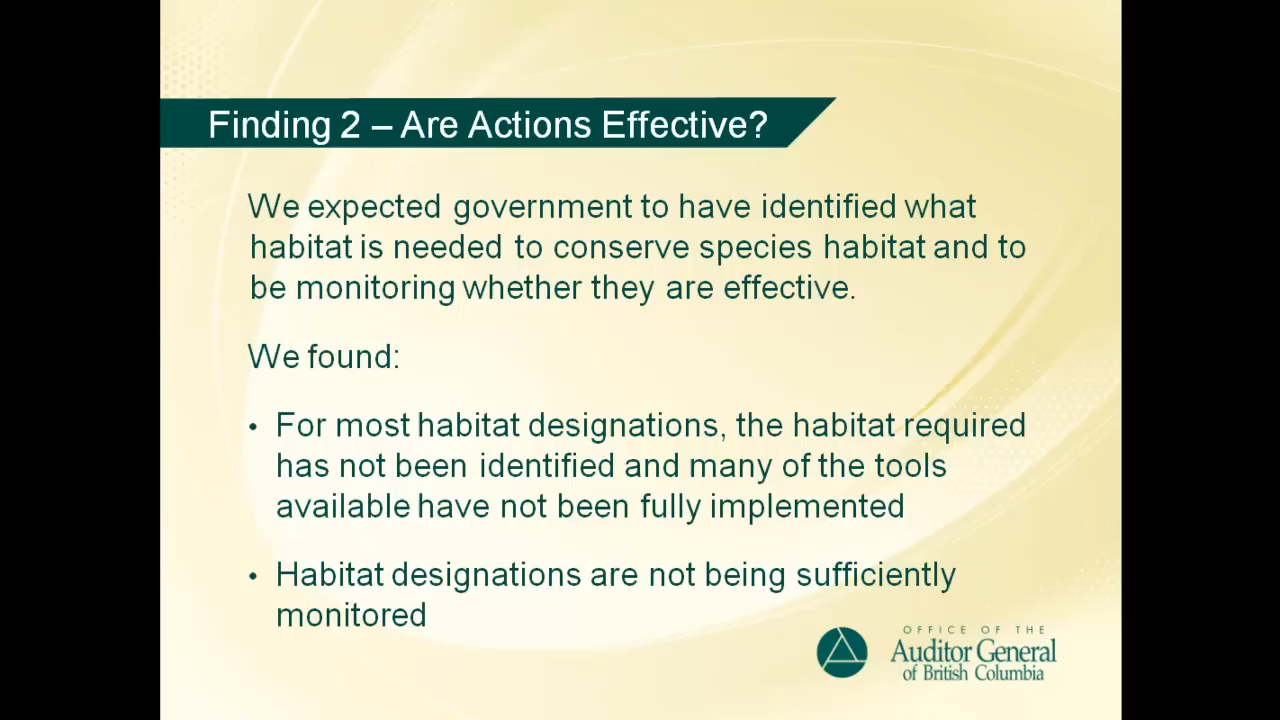 Finding 2 – Are Actions Effective?
We expected government to have identified what
habitat is needed to conserve species habitat and to
be monitoring whether they are effective.
We found:
• For most habitat designations, the habitat required
has not been identified and many of the tools
available have not been fully implemented
• Habitat designations are not being sufficiently
monitored
OFFICE OF THE
Auditor General
of British Columbia